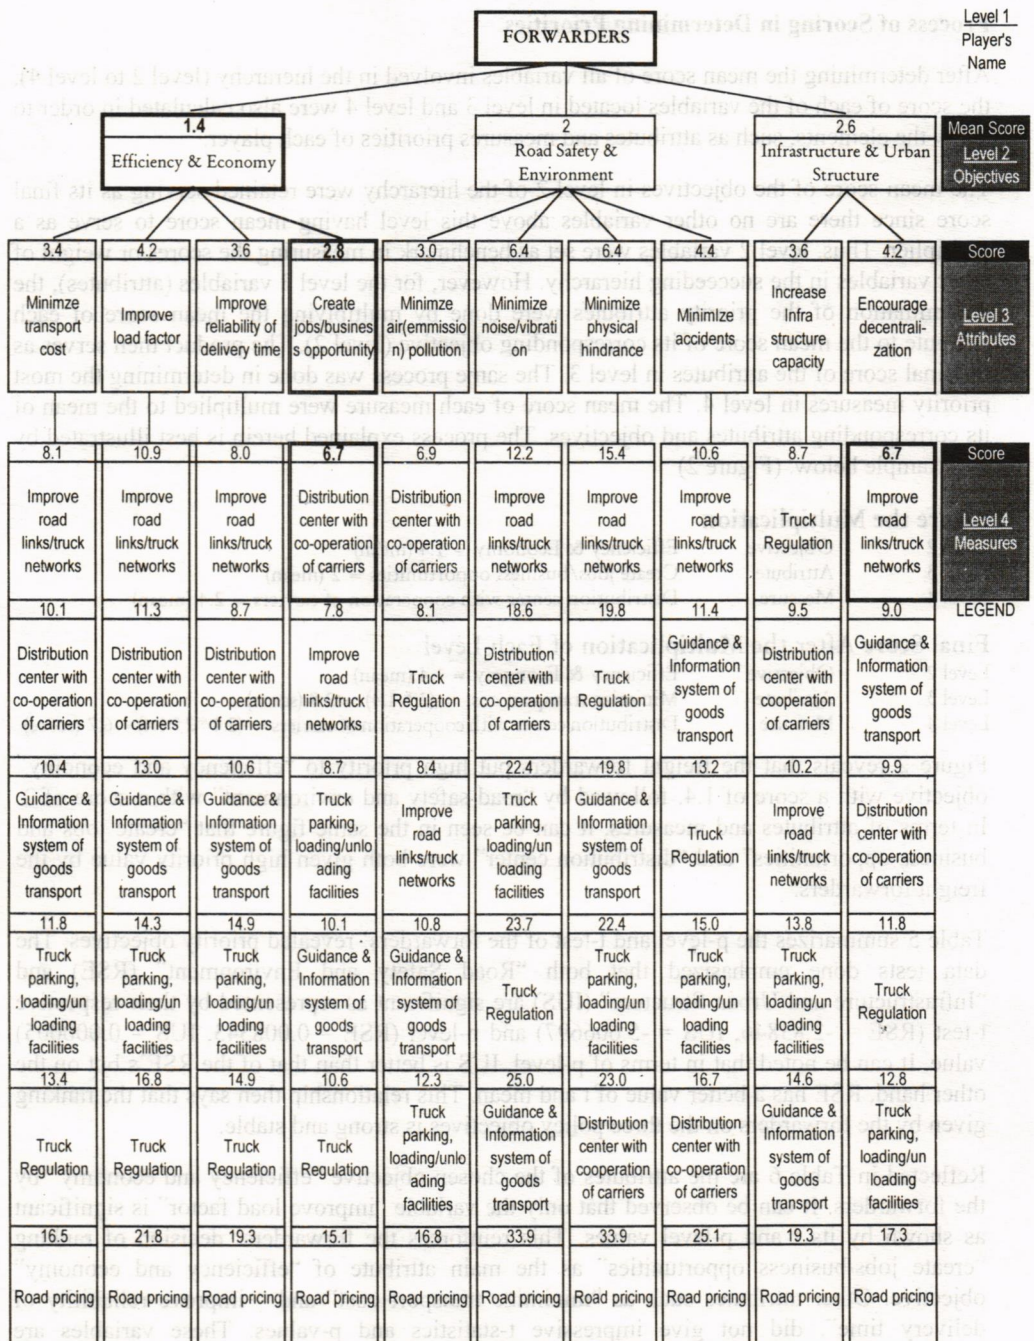 FORWARDERS
Level 1
Player's
Name
1.4
Efficiency & Economy
2
Road Safety &
Environment
2.6
Infrastructure & Urban
Structure
Mean Score
Level 2
Objectives
3.4
Minimze
transport
cost
4.2
Improve
load factor
3.6
Improve
reliability of
delivery time
2.8
Create
jobs/busines
s opportunity
3.0
Minimze
air(emmissio
n) pollution
6.4
Minimize
noise/vibrati
on
6.4
Minimize
physical
hindrance
4.4
Minimize
accidents
3.6
Increase
Infra
structure
capacity
4.2
Encourage
decentrali-
zation
Score
Level 3
Attributes
8.1
Improve
road
links/truck
networks
10.9
Improve
road
links/truck
networks
8.0
Improve
road
links/truck
networks
6.7
Distribution
center with
co-operation
of carriers
6.9
Distribution
center with
co-operation
of carriers
12.2
Improve
road
links/truck
networks
15.4
Improve
road
links/truck
networks
10.6
Improve
road
links/truck
networks
8.7
Truck
Regulation
6.7
Improve
road
links/truck
networks
Score
Level 4
Measures
LEGEND
10.1
Distribution
center with
co-operation
of carriers
11.3
Distribution
center with
co-operation
of carriers
8.7
Distribution
center with
co-operation
of carriers
7.8
Improve
road
links/truck
networks
8.1
Truck
Regulation
18.6
Distribution
center with
co-operation
of carriers
19.8
Truck
Regulation
11.4
Guidance &
Information
system of
goods
transport
9.5
Distribution
center with
cooperation
of carriers
9.0
Guidance &
Information
system of
goods
transport
10.4
Guidance &
Information
system of
goods
transport
13.0
Guidance &
Information
system of
goods
transport
10.6
Guidance &
Information
system of
goods
transport
8.7
Truck
parking,
loading/unlo
ading
facilities
8.4
Improve
road
links/truck
networks
22.4
Truck
parking,
loading/un
loading
facilities
19.8
Guidance &
Information
system of
goods
transport
13.2
Truck
Regulation
10.2
Improve
road
links/truck
networks
9.9
Distribution
center with
co-operation
of carriers
11.8
Truck
parking,
loading/un
loading
facilities
14.3
Truck
parking,
loading/un
loading
facilities
14.9
Truck
parking,
loading/un
loading
facilities
10.1
Guidance &
Information
system of
goods
transport
10.8
Guidance &
Information
system of
goods
transport
23.7
Truck
Regulation
22.4
Truck
parking,
loading/un
loading
facilities
15.0
Truck
parking,
loading/un
loading
facilities
13.8
Truck
parking,
loading/un
loading
facilities
11.8
Truck
Regulation
13.4
Truck
Regulation
16.8
Truck
Regulation
14.9
Truck
Regulation
10.6
Truck
Regulation
12.3
Truck
parking,
loading/unlo
ading
facilities
25.0
Guidance &
Information
system of
goods
transport
23.0
Distribution
center with
cooperation
of carriers
16.7
Distribution
center with
co-operation
of carriers
14.6
Guidance &
Information
system of
goods
transport
12.8
Truck
parking,
loading/un
loading
facilities
16.5
Road pricing
21.8
Road pricing
19.3
Road pricing
15.1
Road pricing
16.8
Road pricing
33.9
Road pricing
33.9
Road pricing
25.1
Road pricing
19.3
Road pricing
17.3
Road pricing